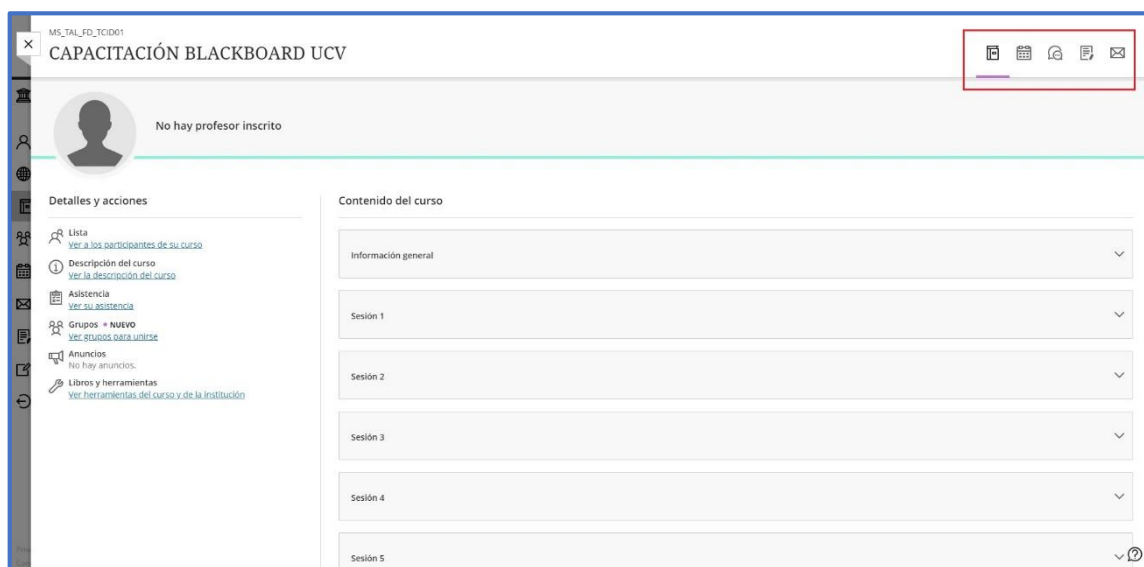 MS_TAL_FD_TCID01
CAPACITACIÓN BLACKBOARD UCV
No hay profesor inscrito
Detalles y acciones
Lista
Ver a los participantes de su curso
Descripción del curso
Ver la descripción del curso
Asistencia
Ver su asistencia
Grupos • NUEVO
Ver grupos para unirse
Anuncios
No hay anuncios.
Libros y herramientas
Ver herramientas del curso y de la institución
Contenido del curso
Información general
Sesión 1
Sesión 2
Sesión 3
Sesión 4
Sesión 5